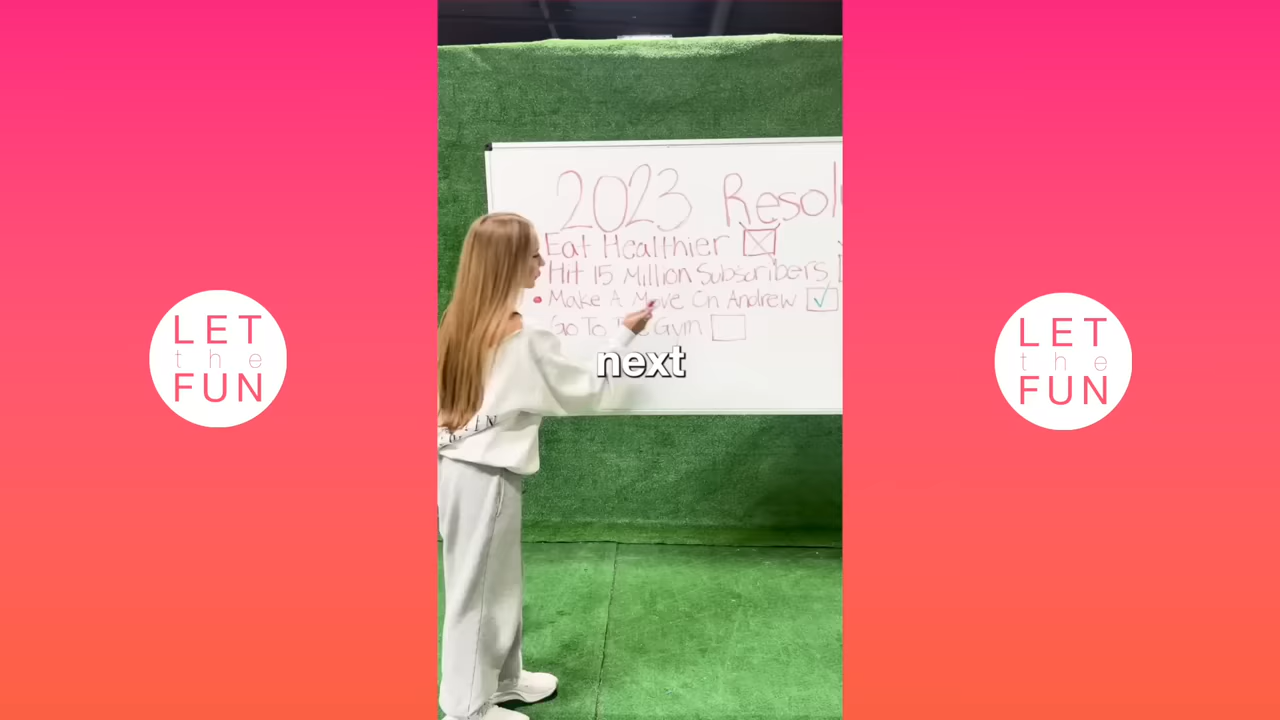 2023 Resol
Eat Healthier
Hit 15 Million Subscribers
• Make A Move On Andrew
Go To The Gym
next
LET
the
FUN
LET
the
FUN